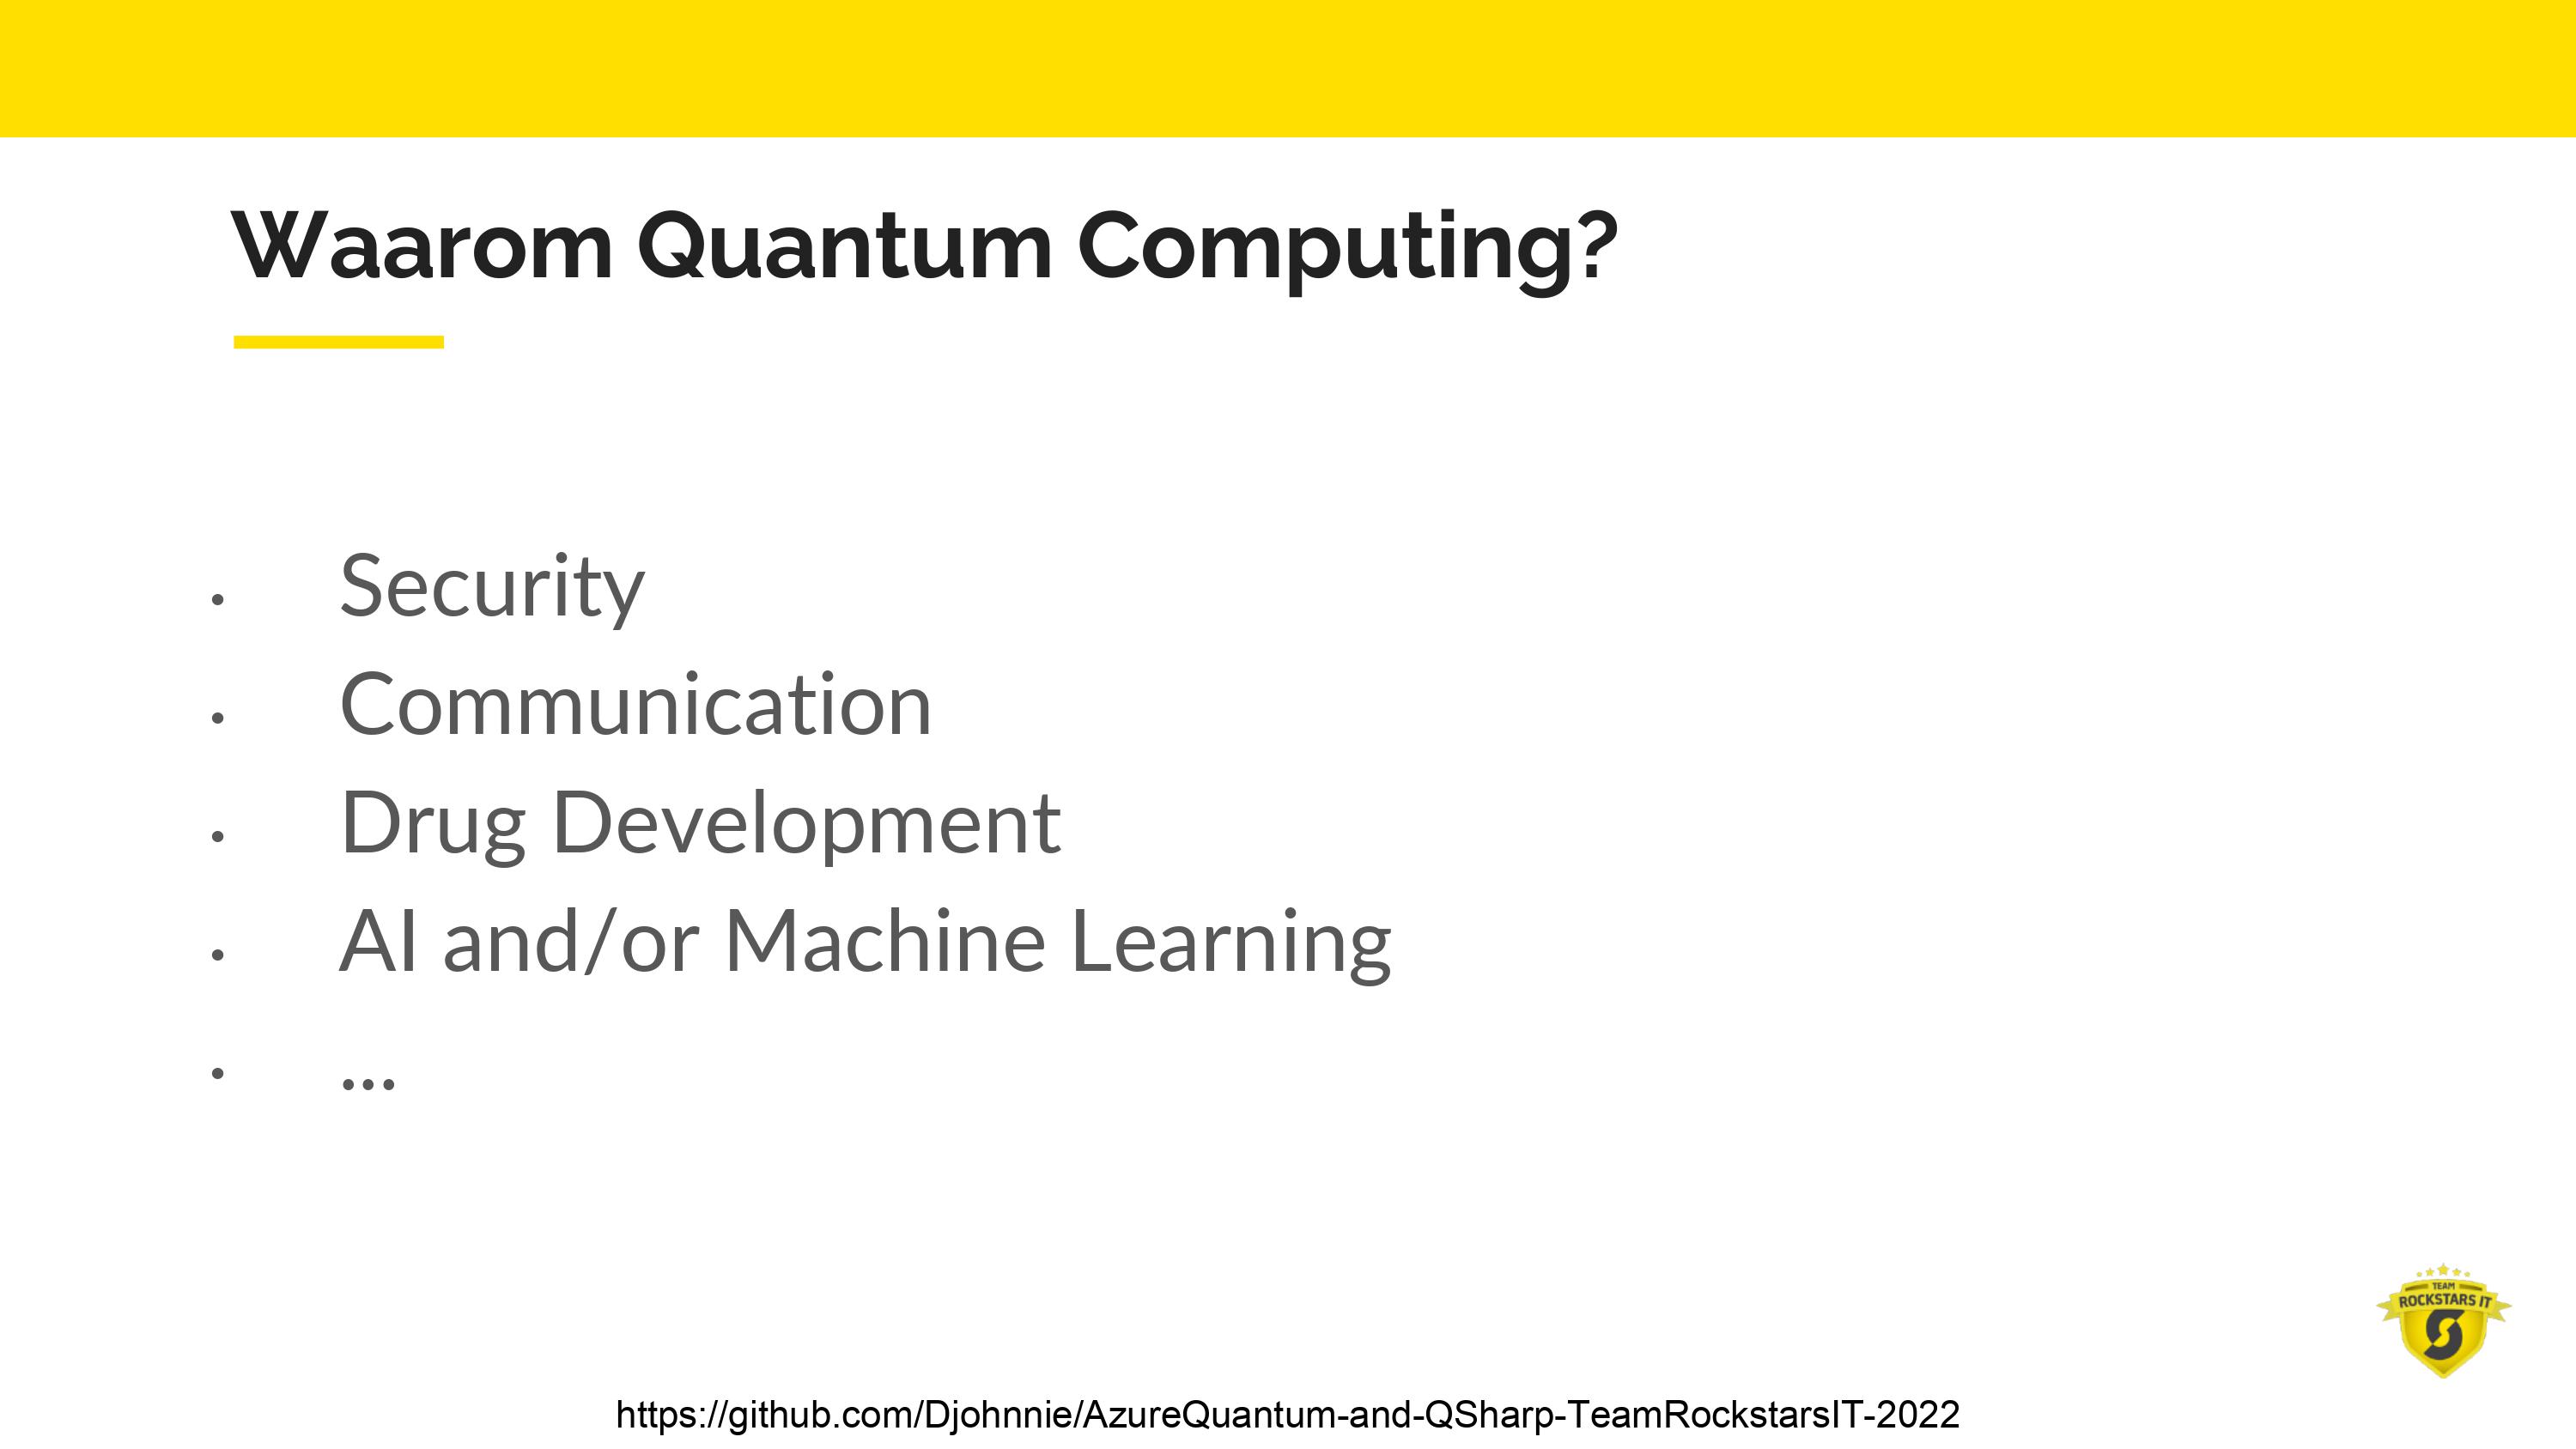 Waarom Quantum Computing?
• Security
• Communication
• Drug Development
• AI and/or Machine Learning
• ...
TEAM
ROCKSTARS IT
https://github.com/Djohnnie/AzureQuantum-and-QSharp-TeamRockstarsIT-2022